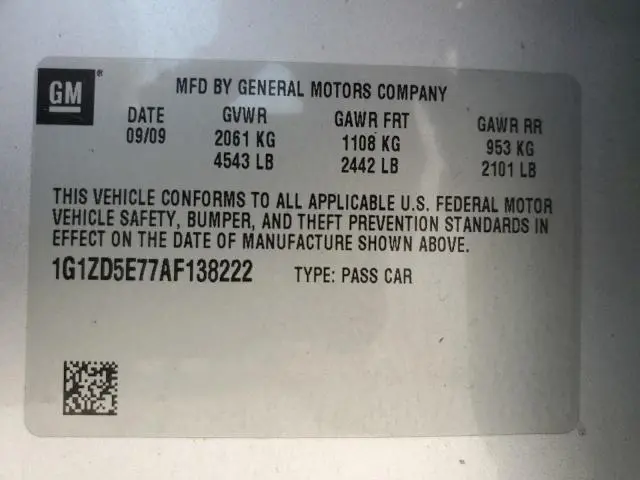 GM ®
MFD BY GENERAL MOTORS COMPANY
DATE GVWR GAWR FRT GAWR RR
09/09 2061 KG 1108 KG 953 KG
4543 LB 2442 LB 2101 LB
THIS VEHICLE CONFORMS TO ALL APPLICABLE U.S. FEDERAL MOTOR
VEHICLE SAFETY, BUMPER, AND THEFT PREVENTION STANDARDS IN
EFFECT ON THE DATE OF MANUFACTURE SHOWN ABOVE.
1G1ZD5E77AF138222 TYPE: PASS CAR